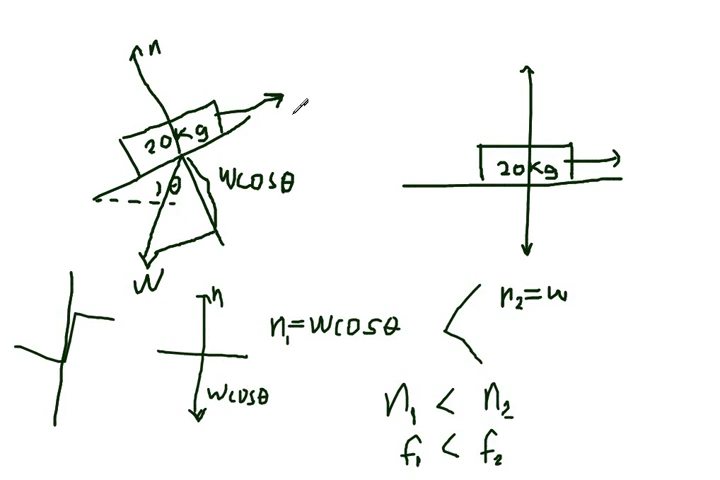 n
20kg
θ
wcosθ
W
20kg
n
wcosθ
n₁=wcosθ
n₂=w
n₁ < n₂
f₁ < f₂